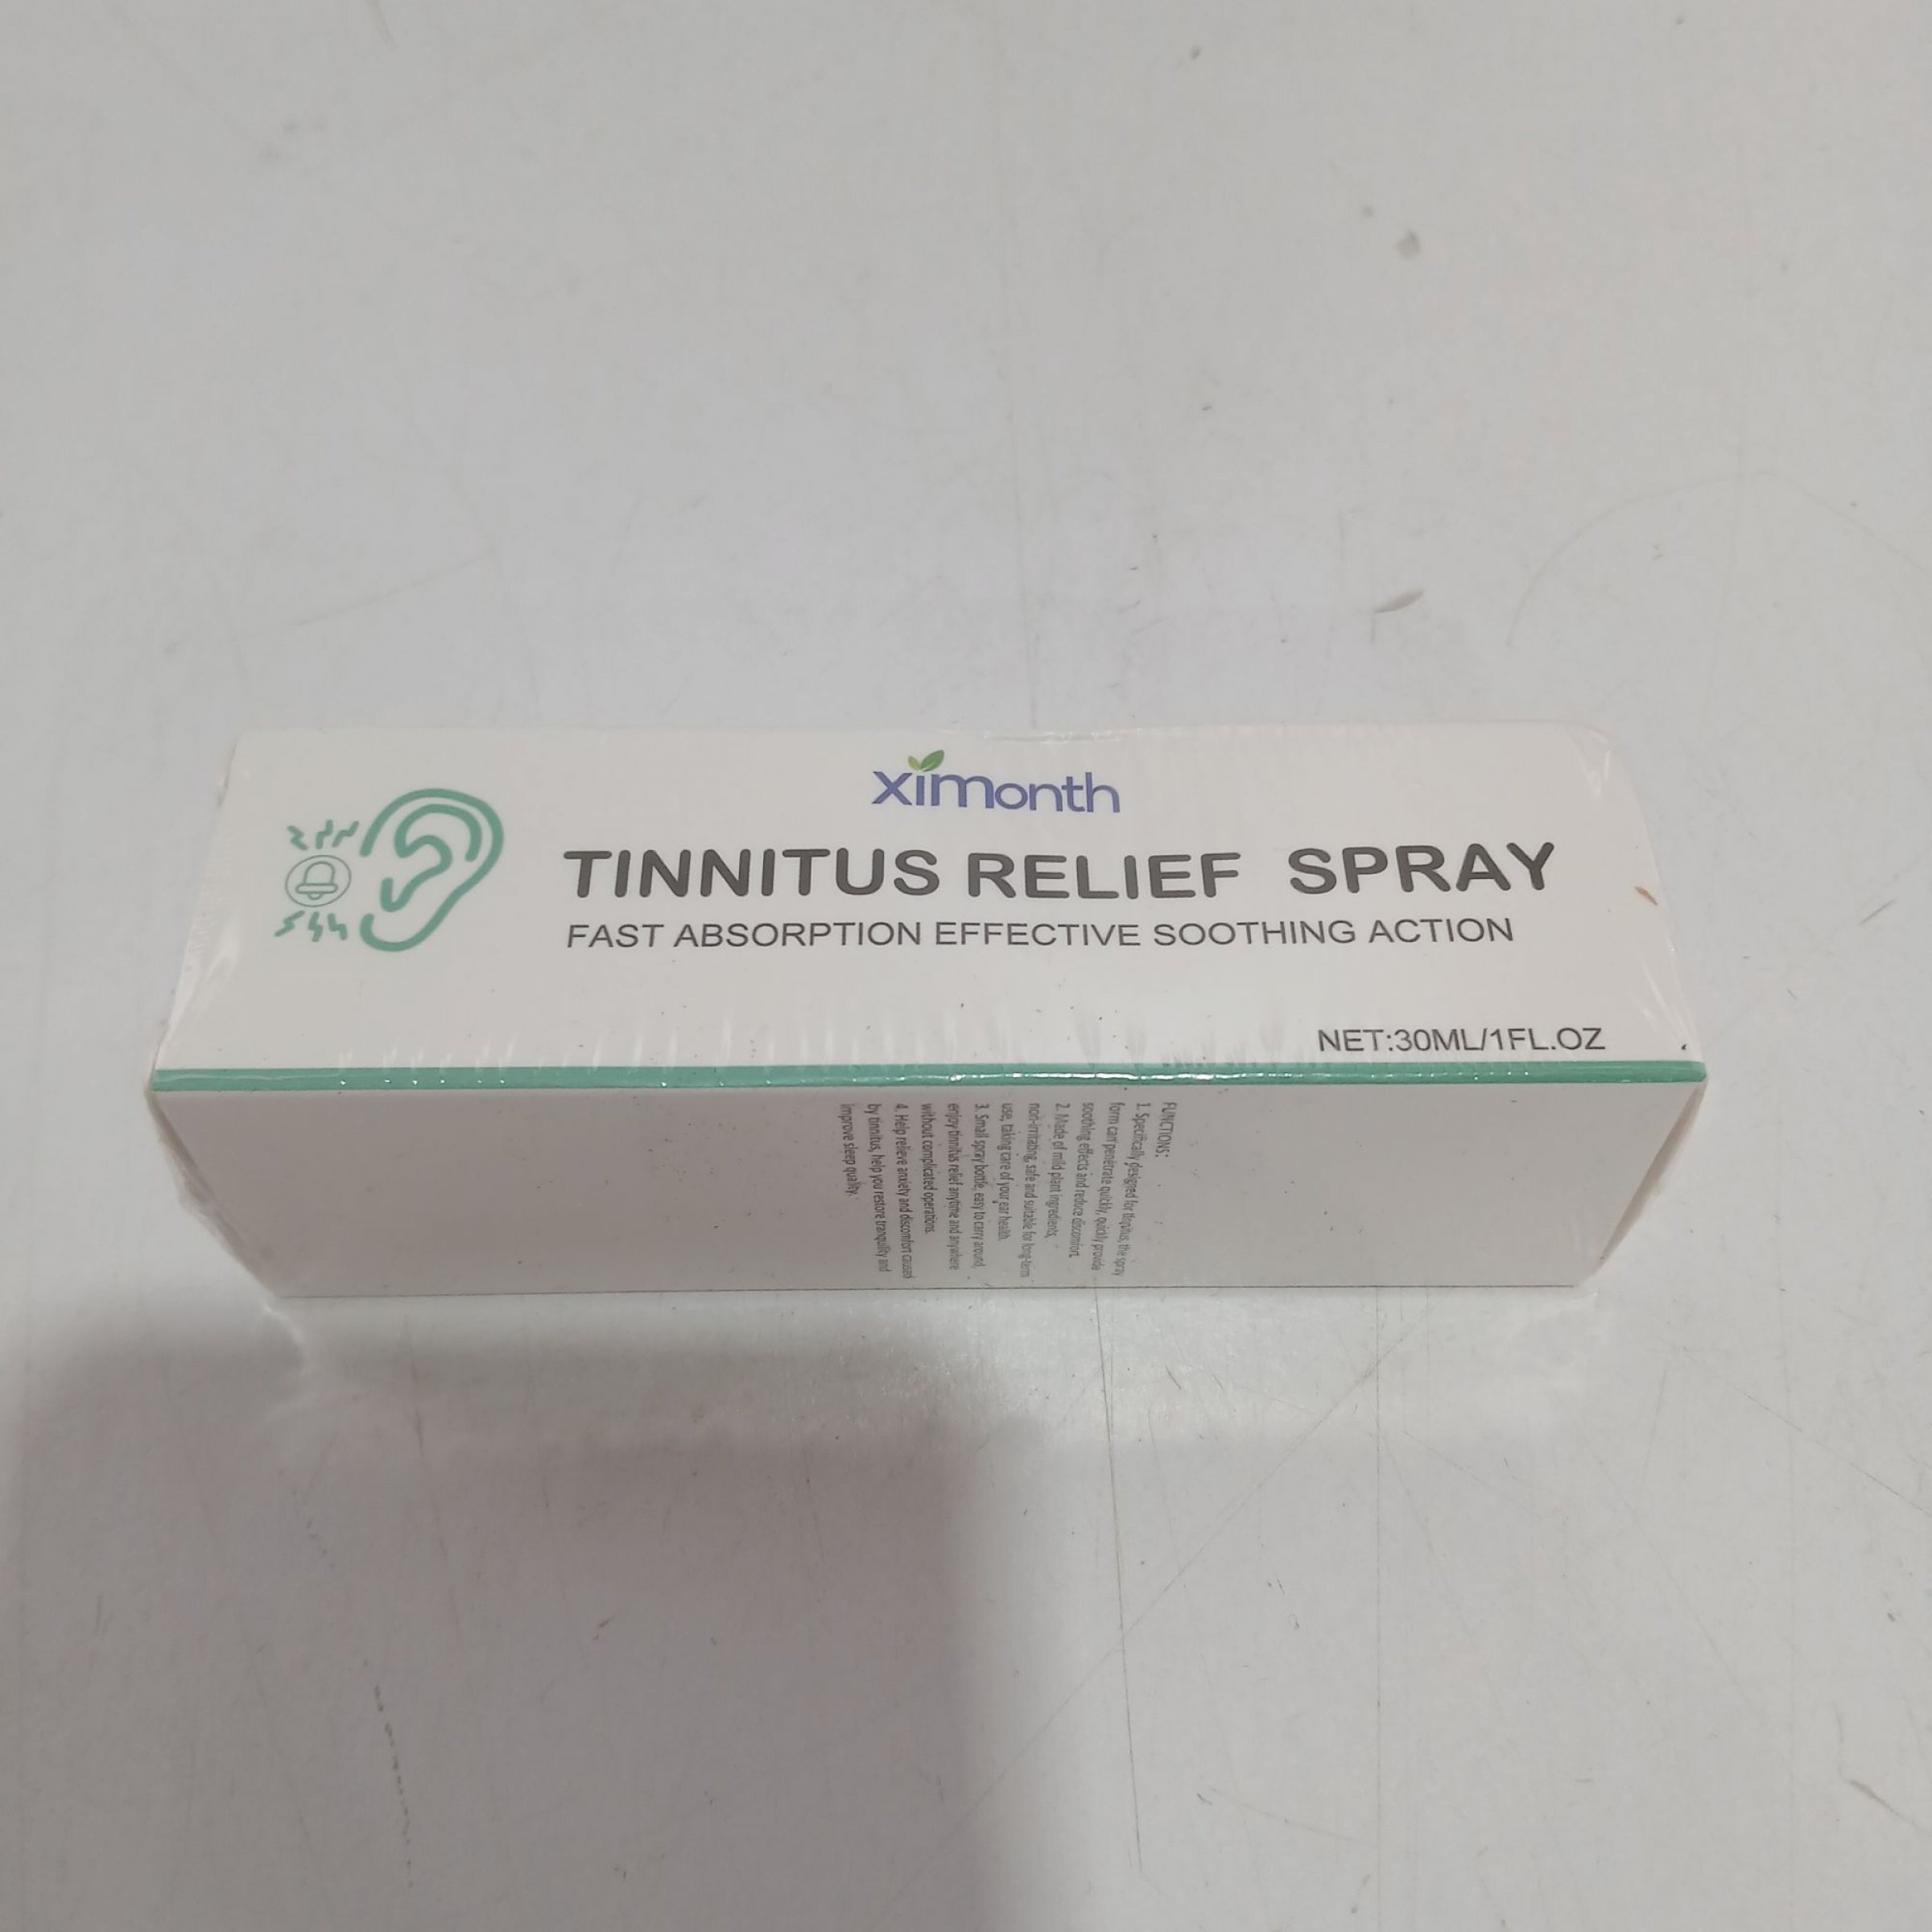 ximonth
TINNITUS RELIEF SPRAY
FAST ABSORPTION EFFECTIVE SOOTHING ACTION
NET:30ML/1FL.OZ
FUNCTIONS:
1. Specifically designed for tinnitus, the spray
form can penetrate quickly, quickly provide
soothing effects and reduce discomfort.
2. Made of mild plant ingredients,
non-irritating, safe and suitable for long-term
use, taking care of your ear health.
3. Small spray bottle, easy to carry around,
enjoy tinnitus relief anytime and anywhere
without complicated operations.
4. Help relieve anxiety and discomfort caused
by tinnitus, help you restore tranquility and
improve sleep quality.